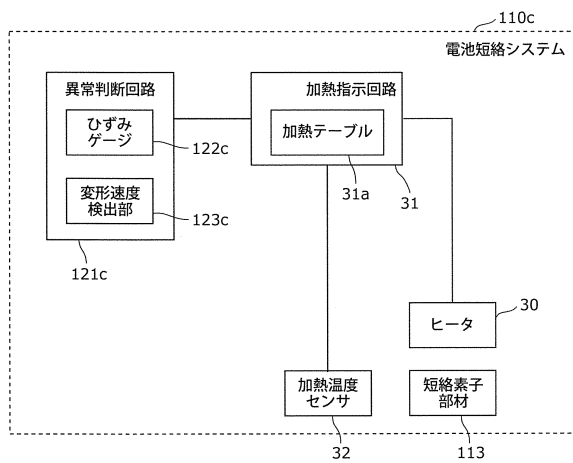 110c
電池短絡システム
異常判断回路
ひずみ
ゲージ
122c
変形速度
検出部
123c
121c
加熱指示回路
加熱テーブル
31a
31
ヒータ
30
加熱温度
センサ
32
短絡素子
部材
113